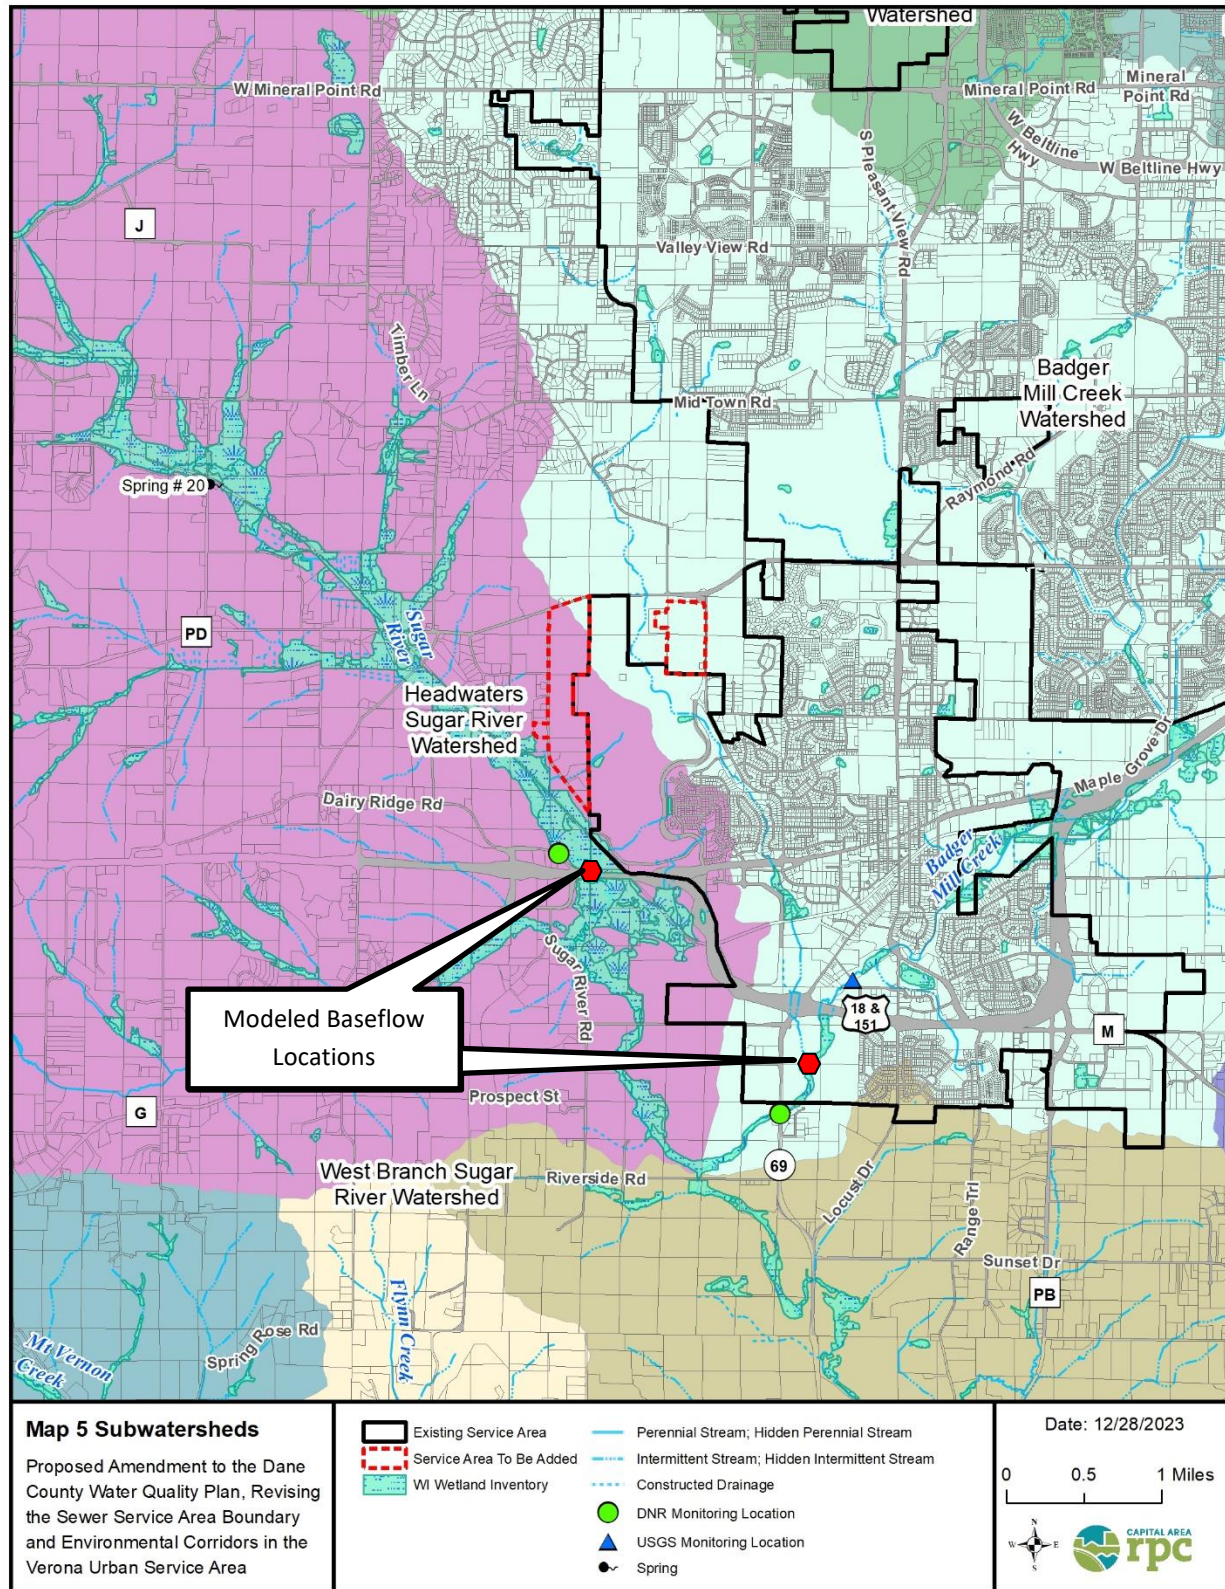 Watershed
W Mineral Point Rd
Mineral Point Rd
Mineral
Point Rd
W Beltline
Hwy
W Beltline Hwy
S Pleasant View Rd
J
Valley View Rd
Timber Ln
Mid Town Rd
Badger
Mill Creek
Watershed
Raymond Rd
Spring # 20
PD
Sugar
River
Headwaters
Sugar River
Watershed
Maple Grove Dr
Dairy Ridge Rd
Badger
Mill Creek
Sugar River Rd
Modeled Baseflow
Locations
18 &
151
M
Prospect St
G
West Branch Sugar
River Watershed
Riverside Rd
69
Locust Dr
Range Trl
Sunset Dr
PB
Flynn Creek
Spring Rose Rd
Mt Vernon
Creek
Map 5 Subwatersheds
Proposed Amendment to the Dane
County Water Quality Plan, Revising
the Sewer Service Area Boundary
and Environmental Corridors in the
Verona Urban Service Area
Existing Service Area
Service Area To Be Added
WI Wetland Inventory
Perennial Stream; Hidden Perennial Stream
Intermittent Stream; Hidden Intermittent Stream
Constructed Drainage
DNR Monitoring Location
USGS Monitoring Location
Spring
Date: 12/28/2023
0 0.5 1 Miles
N
W E
S
CAPITAL AREA
rpc